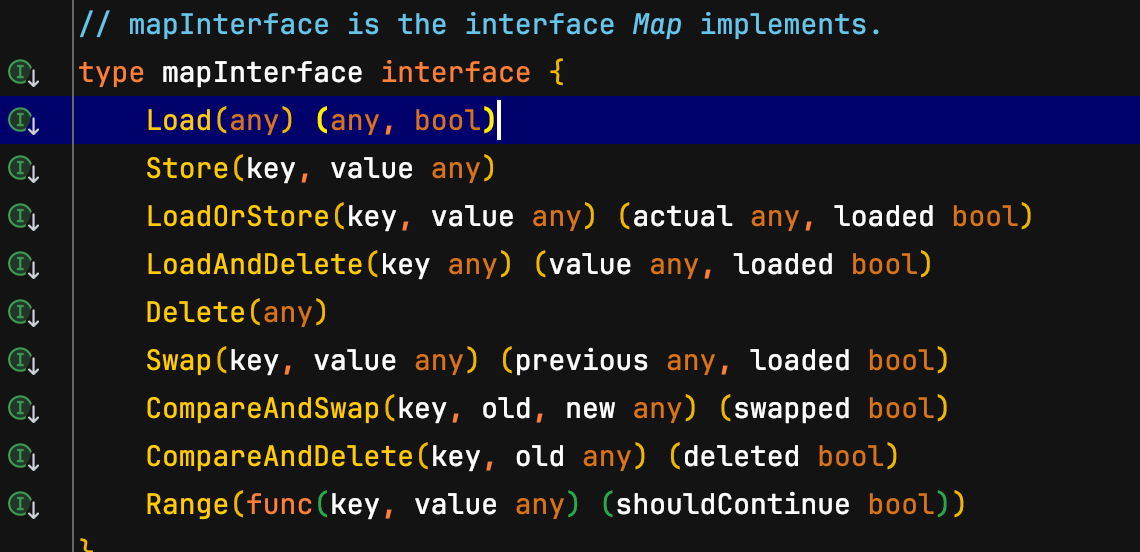 // mapInterface is the interface Map implements.
type mapInterface interface {
Load(any) (any, bool)
Store(key, value any)
LoadOrStore(key, value any) (actual any, loaded bool)
LoadAndDelete(key any) (value any, loaded bool)
Delete(any)
Swap(key, value any) (previous any, loaded bool)
CompareAndSwap(key, old, new any) (swapped bool)
CompareAndDelete(key, old any) (deleted bool)
Range(func(key, value any) (shouldContinue bool))
}